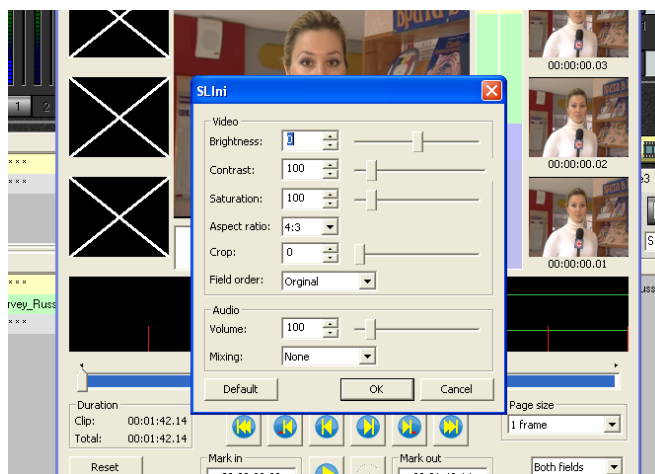 1 2
00:00:00.03
SLIni
Video
Brightness: 0
Contrast: 100
Saturation: 100
Aspect ratio: 4:3
Crop: 0
Field order: Orginal
Audio
Volume: 100
Mixing: None
Default OK Cancel
00:00:00.02
00:00:00.01
rvey_Russ
Duration
Clip: 00:01:42.14
Total: 00:01:42.14
Page size
1 frame
Reset
Mark in
Mark out
Both fields